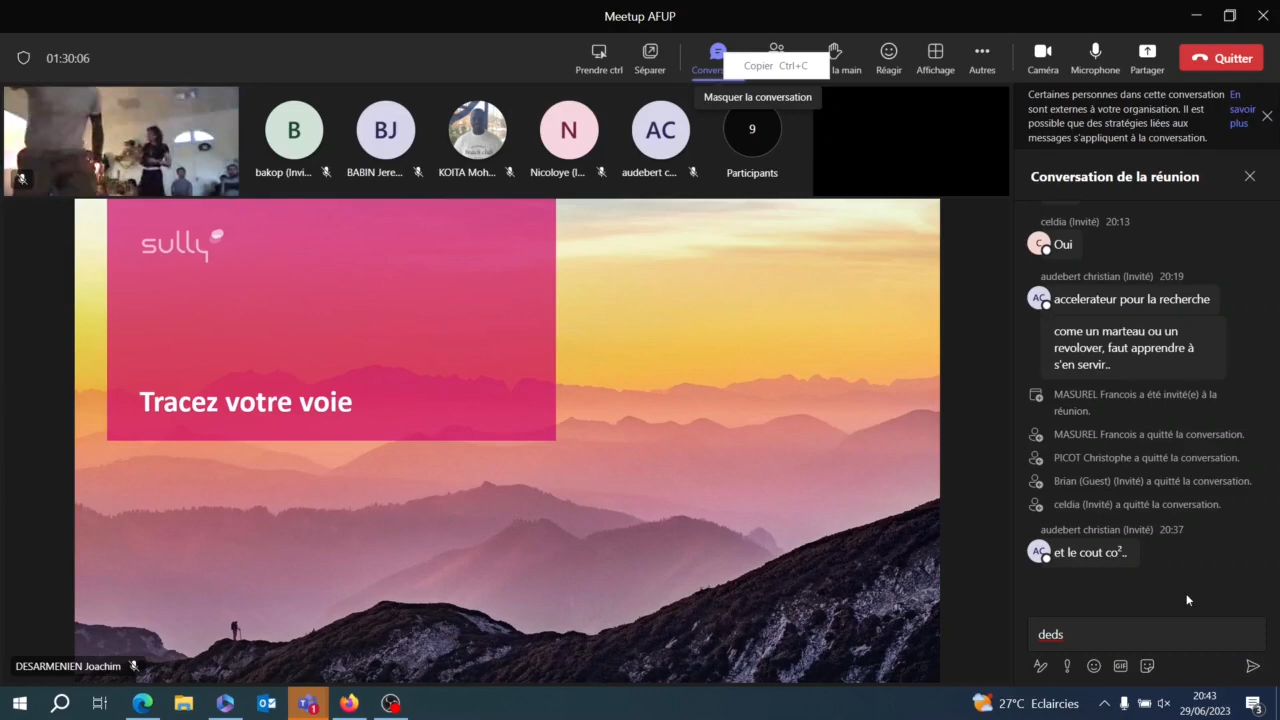 Meetup AFUP
01:30:06
Prendre ctrl
Séparer
Convers
Copier Ctrl+C
la main
Réagir
Affichage
Autres
Caméra
Microphone
Partager
Quitter
Masquer la conversation
B
BJ
N
AC
9
bakop (Invi...
BABIN Jere...
KOITA Moh...
Nicoloye (I...
audebert c...
Participants
Certaines personnes dans cette conversation
sont externes à votre organisation. Il est
possible que des stratégies liées aux
messages s'appliquent à la conversation.
En
savoir
plus
Conversation de la réunion
celdia (Invité) 20:13
C
Oui
audebert christian (Invité) 20:19
AC
accelerateur pour la recherche
come un marteau ou un
revolover, faut apprendre à
s'en servir..
MASUREL Francois a été invité(e) à la
réunion.
MASUREL Francois a quitté la conversation.
PICOT Christophe a quitté la conversation.
Brian (Guest) (Invité) a quitté la conversation.
celdia (Invité) a quitté la conversation.
audebert christian (Invité) 20:37
AC
et le cout co²..
deds
GIF
sully
Tracez votre voie
DESARMENIEN Joachim
1
27°C Eclaircies
20:43
29/06/2023
3